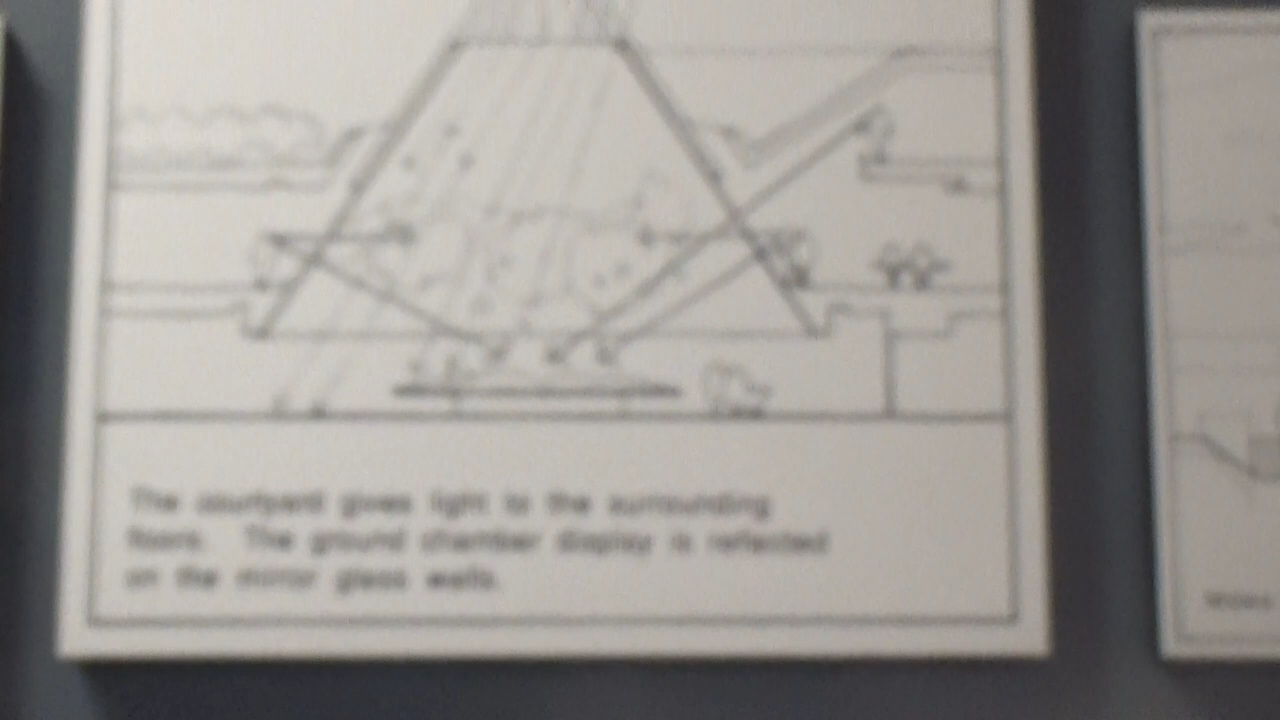 The courtyard gives light to the surrounding
floors. The ground chamber display is reflected
on the mirror glass walls.